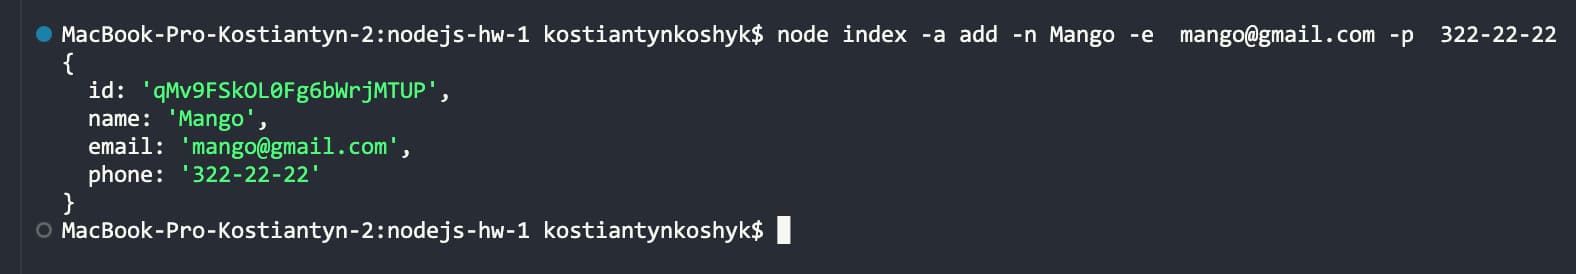 MacBook-Pro-Kostiantyn-2:nodejs-hw-1 kostiantynkoshyk$ node index -a add -n Mango -e  mango@gmail.com -p  322-22-22
{
  id: 'qMv9FSkOL0Fg6bWrjMTUP',
  name: 'Mango',
  email: 'mango@gmail.com',
  phone: '322-22-22'
}
MacBook-Pro-Kostiantyn-2:nodejs-hw-1 kostiantynkoshyk$